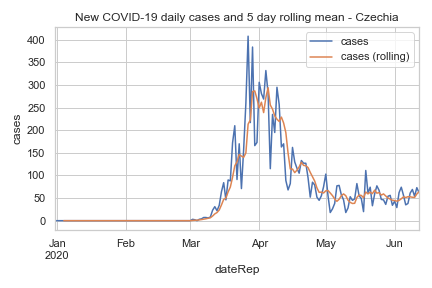 New COVID-19 daily cases and 5 day rolling mean - Czechia
cases
cases (rolling)
400
350
300
250
200
150
100
50
0
cases
Jan Feb Mar Apr May Jun
2020
dateRep